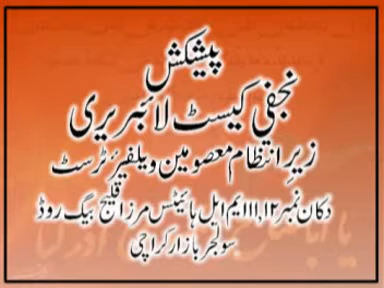 پیشکش
نجفی کیسٹ لائبریری
زیرِ انتظام معصومین ویلفیئر ٹرسٹ
دکان نمبر ۱۱،۱۲ ایم ایل ہائیٹس مرزا قلیچ بیگ روڈ
سولجر بازار کراچی